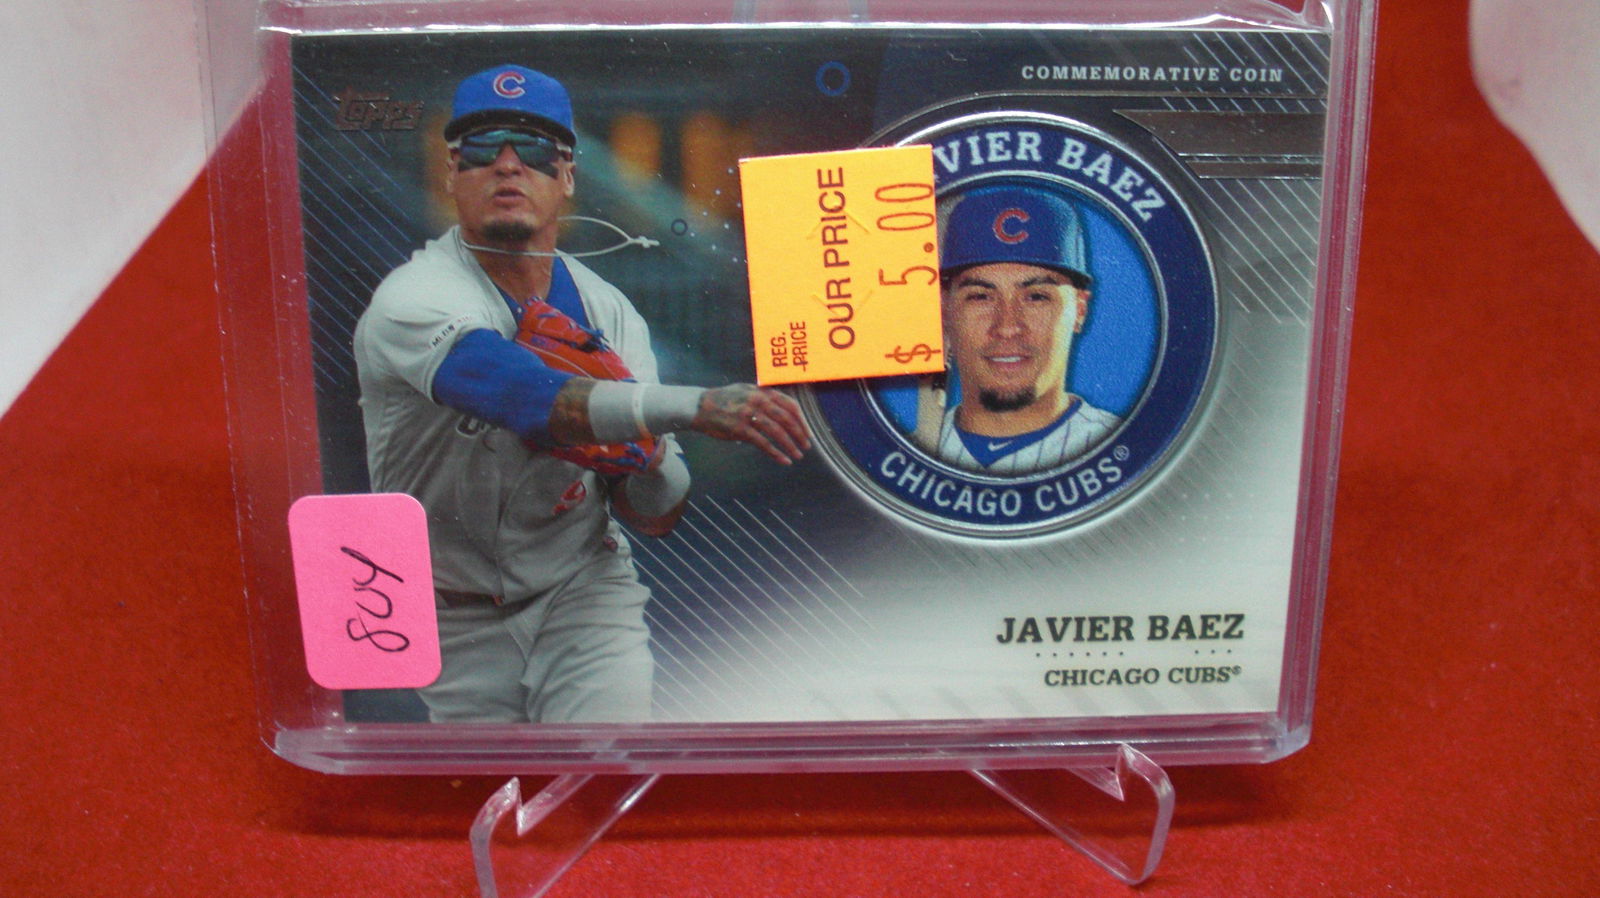 Topps
COMMEMORATIVE COIN
VIER BAEZ
CHICAGO CUBS®
C
C
REG.
PRICE
OUR PRICE
$ 5.00
804
JAVIER BAEZ
CHICAGO CUBS®